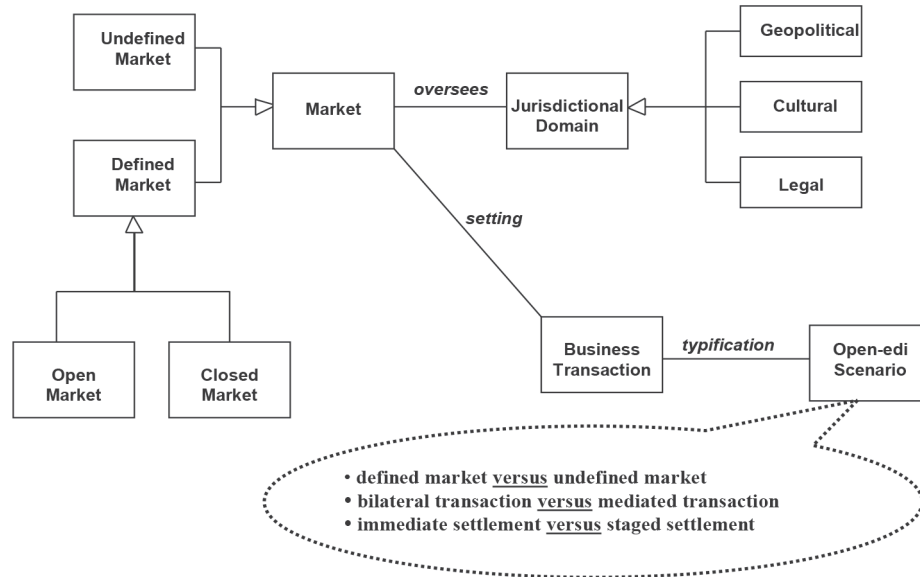 Undefined
Market
Geopolitical
Market
oversees
Jurisdictional
Domain
Cultural
Defined
Market
Legal
setting
Open
Market
Closed
Market
Business
Transaction
typification
Open-edi
Scenario
• defined market versus undefined market
• bilateral transaction versus mediated transaction
• immediate settlement versus staged settlement